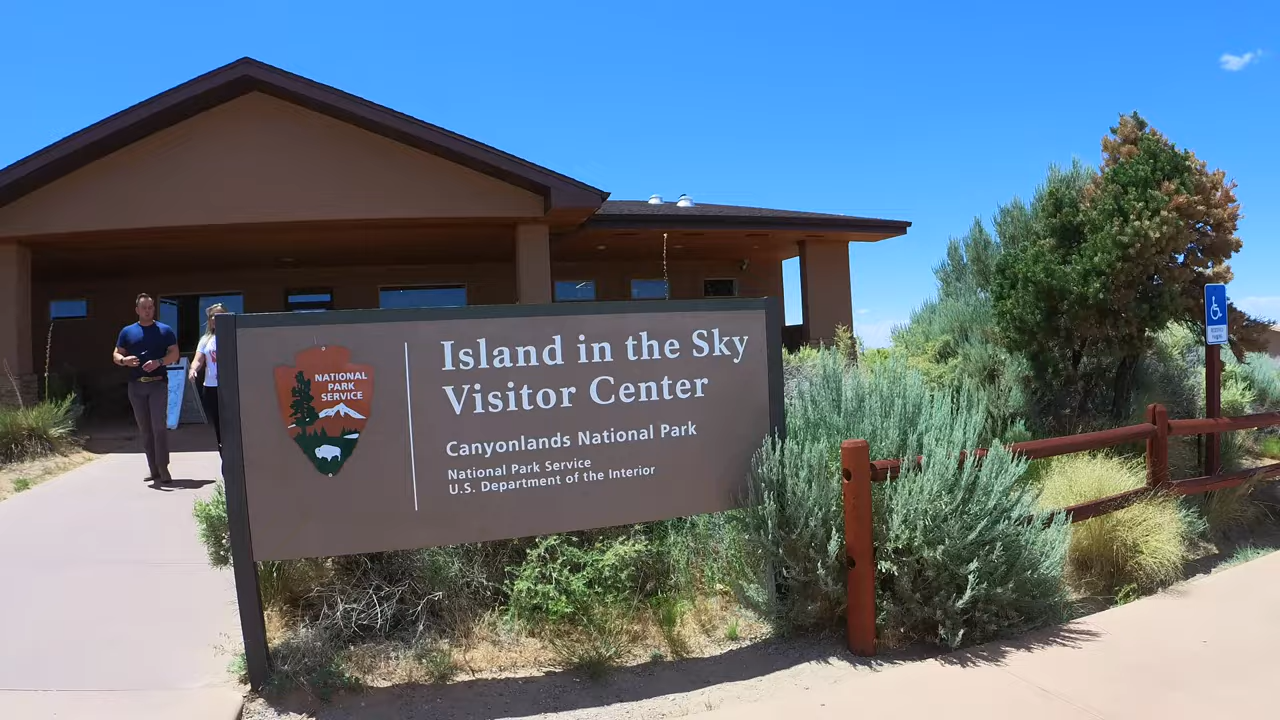 NATIONAL
PARK
SERVICE
Island in the Sky
Visitor Center
Canyonlands National Park
National Park Service
U.S. Department of the Interior